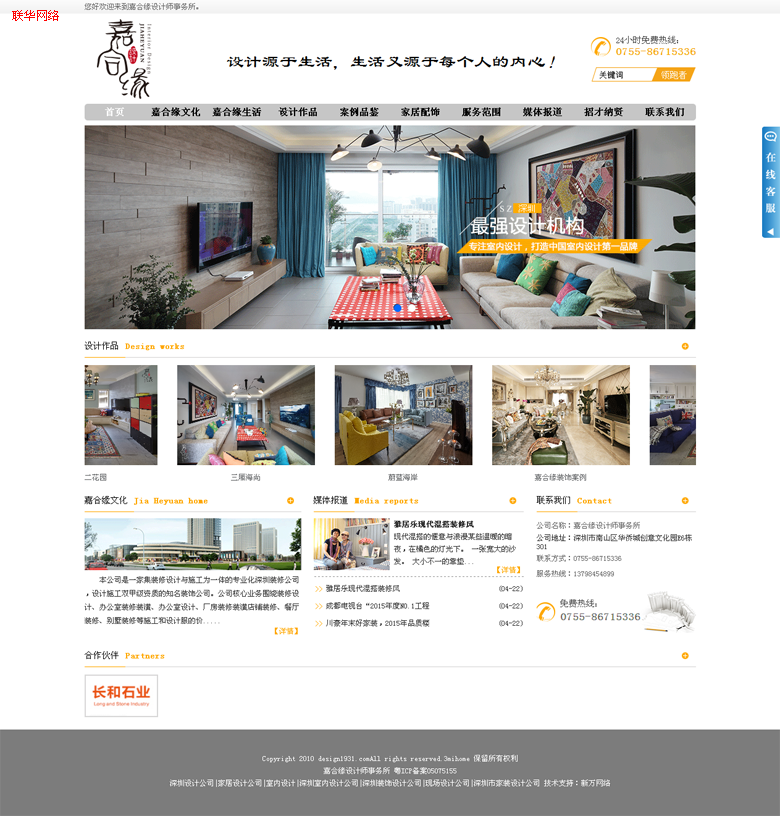 您好欢迎来到嘉合缘设计师事务所。
联华网络
嘉合缘
设计
JIAHEYUAN
Interior Design
设计源于生活，生活又源于每个人的内心！
24小时免费热线：
0755-86715336
关键词 领跑者
首页 嘉合缘文化 嘉合缘生活 设计作品 案例品鉴 家居配饰 服务范围 媒体报道 招才纳贤 联系我们
在线客服
SZ 深圳
最强设计机构
专注室内设计，打造中国室内设计第一品牌
设计作品 Design works
二花园 三厢海尚 蔚蓝海岸 嘉合缘装饰案例
嘉合缘文化 Jia Heyuan home
本公司是一家集装修设计与施工为一体的专业化深圳装修公司
，设计施工双甲级资质的知名装饰公司。公司核心业务围绕装修设
计、办公室装修装潢、办公室设计、厂房装修装潢店铺装修、餐厅
装修、别墅装修等施工和设计服的价.....
【详情】
媒体报道 Media reports
雅居乐现代混搭装修风
现代混搭的惬意与浪漫某些温暖的暗
夜，在橘色的灯光下。 一张宽大的沙
发。 大小不一的靠垫...
【详情】
雅居乐现代混搭装修风 (04-22)
成都电视台“2015年度NO.1工程 (04-22)
川豪年末好家装，2015年品质楼 (04-22)
联系我们 Contact
公司名称：嘉合缘设计师事务所
公司地址：深圳市南山区华侨城创意文化园B6栋
301
联系方式：0755-86715336
服务热线：13798454899
免费热线：
0755-86715336
合作伙伴 Partners
长和石业
Long and Stone Industry
Copyright 2010 design1931.comAll rights reserved 3mihome 保留所有权利
嘉合缘设计师事务所 粤ICP备案05075155
深圳设计公司|家居设计公司|室内设计|深圳室内设计公司|深圳装饰设计公司|现场设计公司|深圳市家装设计公司 技术支持：新万网络